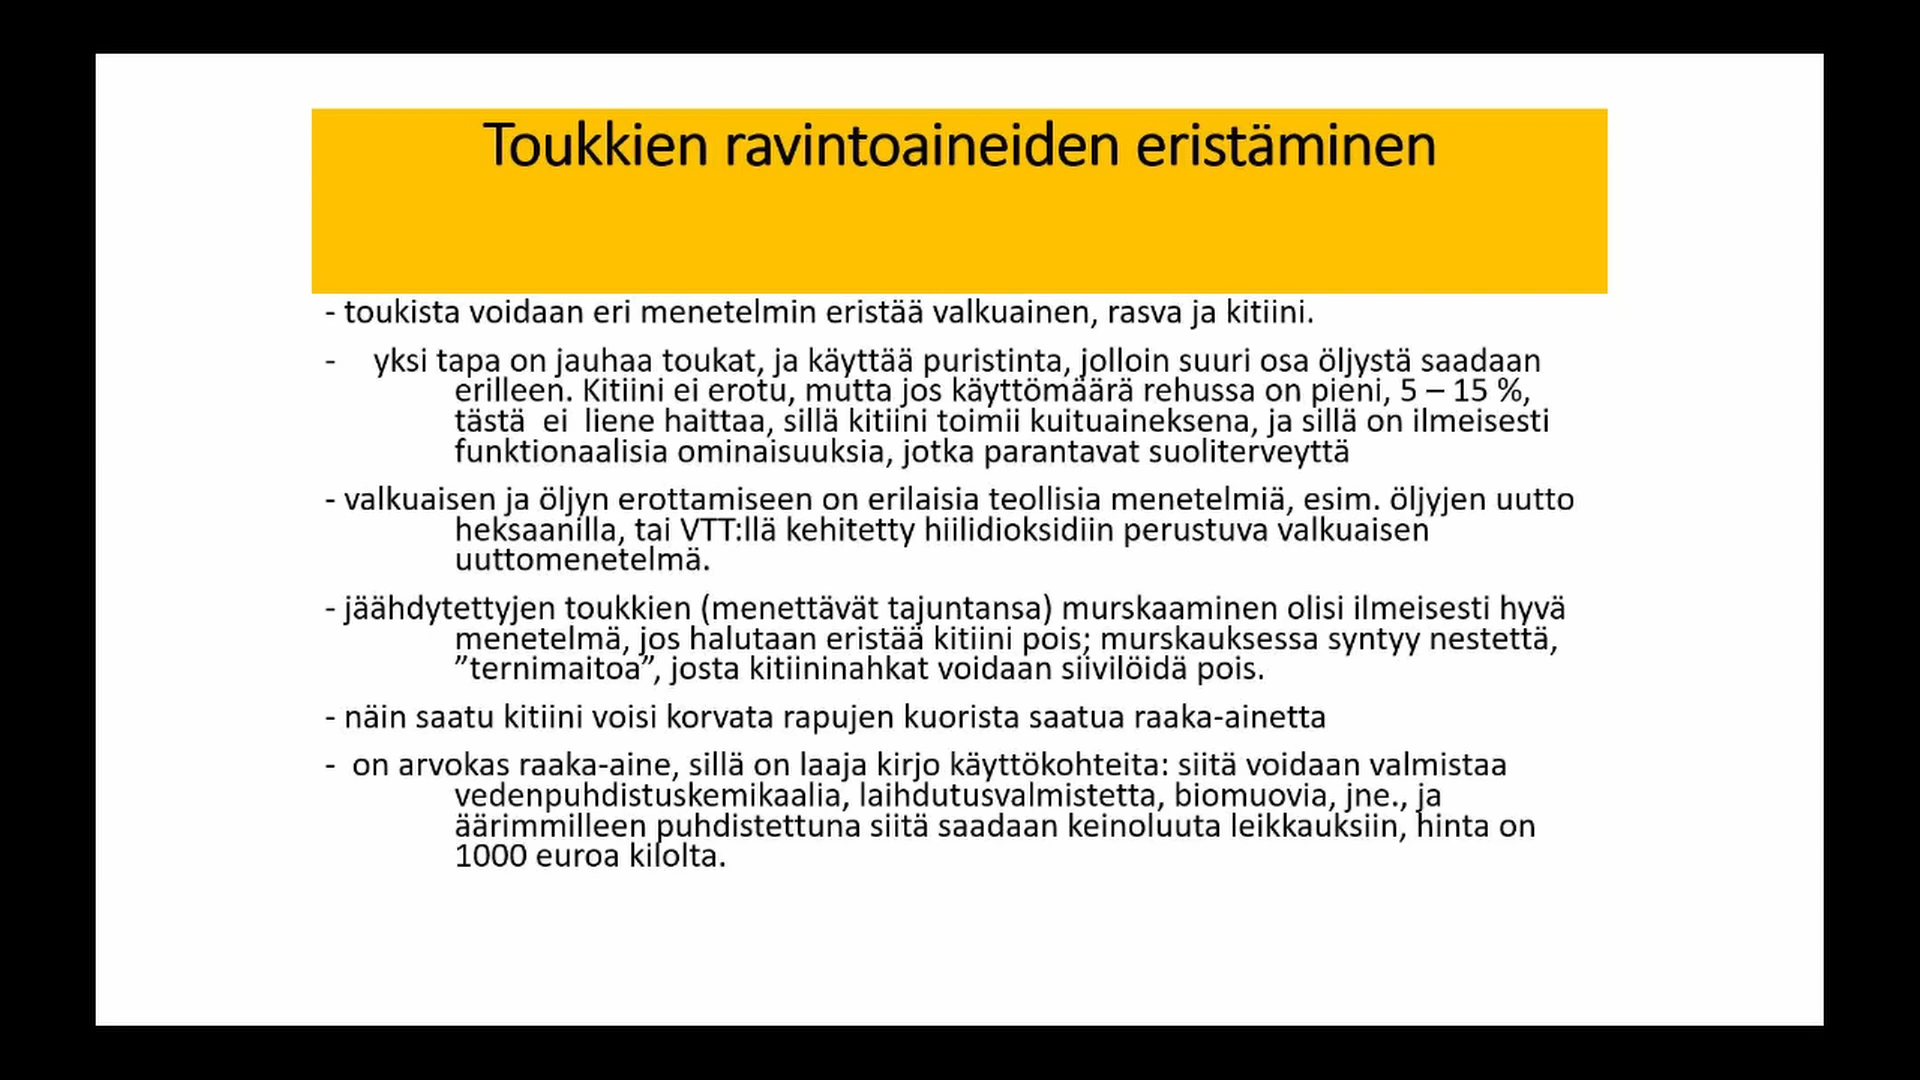 Toukkien ravintoaineiden eristäminen
- toukista voidaan eri menetelmin eristää valkuainen, rasva ja kitiini.
- yksi tapa on jauhaa toukat, ja käyttää puristinta, jolloin suuri osa öljystä saadaan
erilleen. Kitiini ei erotu, mutta jos käyttömäärä rehussa on pieni, 5 – 15 %,
tästä ei liene haittaa, sillä kitiini toimii kuituaineksena, ja sillä on ilmeisesti
funktionaalisia ominaisuuksia, jotka parantavat suoliterveyttä
- valkuaisen ja öljyn erottamiseen on erilaisia teollisia menetelmiä, esim. öljyjen uutto
heksaanilla, tai VTT:llä kehitetty hiilidioksidiin perustuva valkuaisen
uuttomenetelmä.
- jäähdytettyjen toukkien (menettävät tajuntansa) murskaaminen olisi ilmeisesti hyvä
menetelmä, jos halutaan eristää kitiini pois; murskauksessa syntyy nestettä,
”ternimaitoa”, josta kitiininahkat voidaan siivilöidä pois.
- näin saatu kitiini voisi korvata rapujen kuorista saatua raaka-ainetta
- on arvokas raaka-aine, sillä on laaja kirjo käyttökohteita: siitä voidaan valmistaa
vedenpuhdistuskemikaalia, laihdutusvalmistetta, biomuovia, jne., ja
äärimmilleen puhdistettuna siitä saadaan keinoluuta leikkauksiin, hinta on
1000 euroa kilolta.